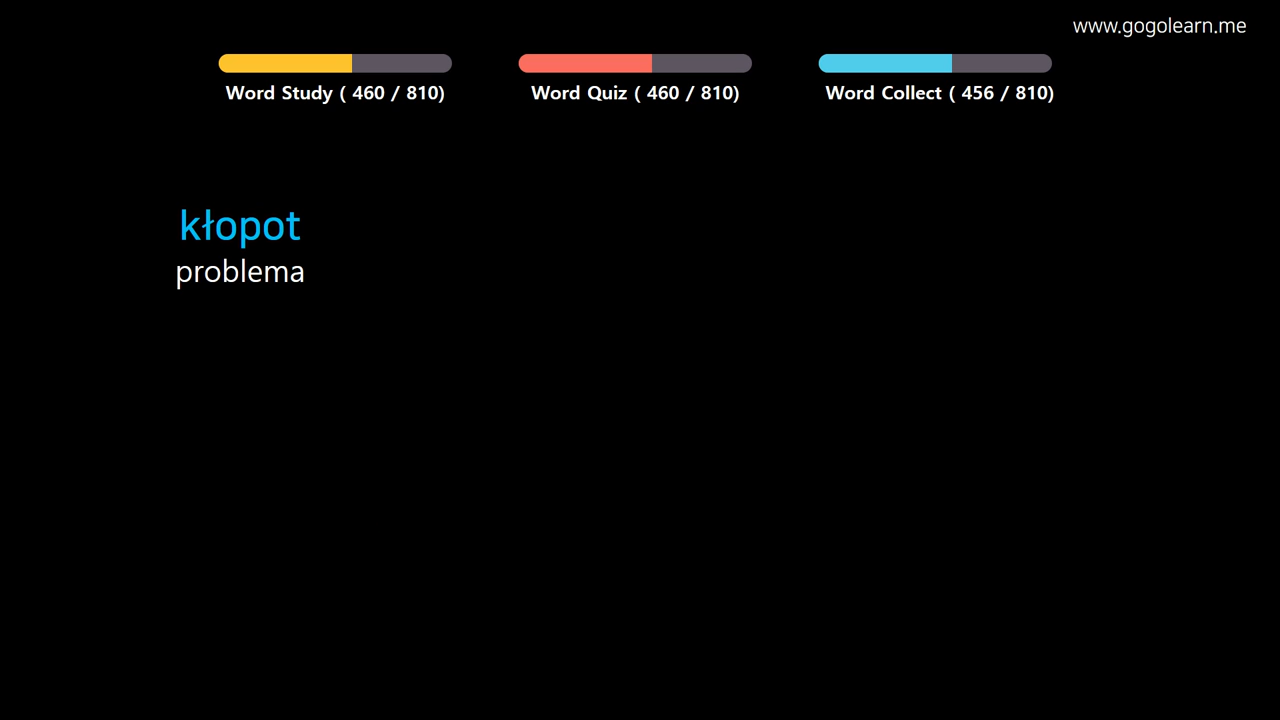 www.gogolearn.me
Word Study ( 460 / 810)
Word Quiz ( 460 / 810)
Word Collect ( 456 / 810)
kłopot
problema